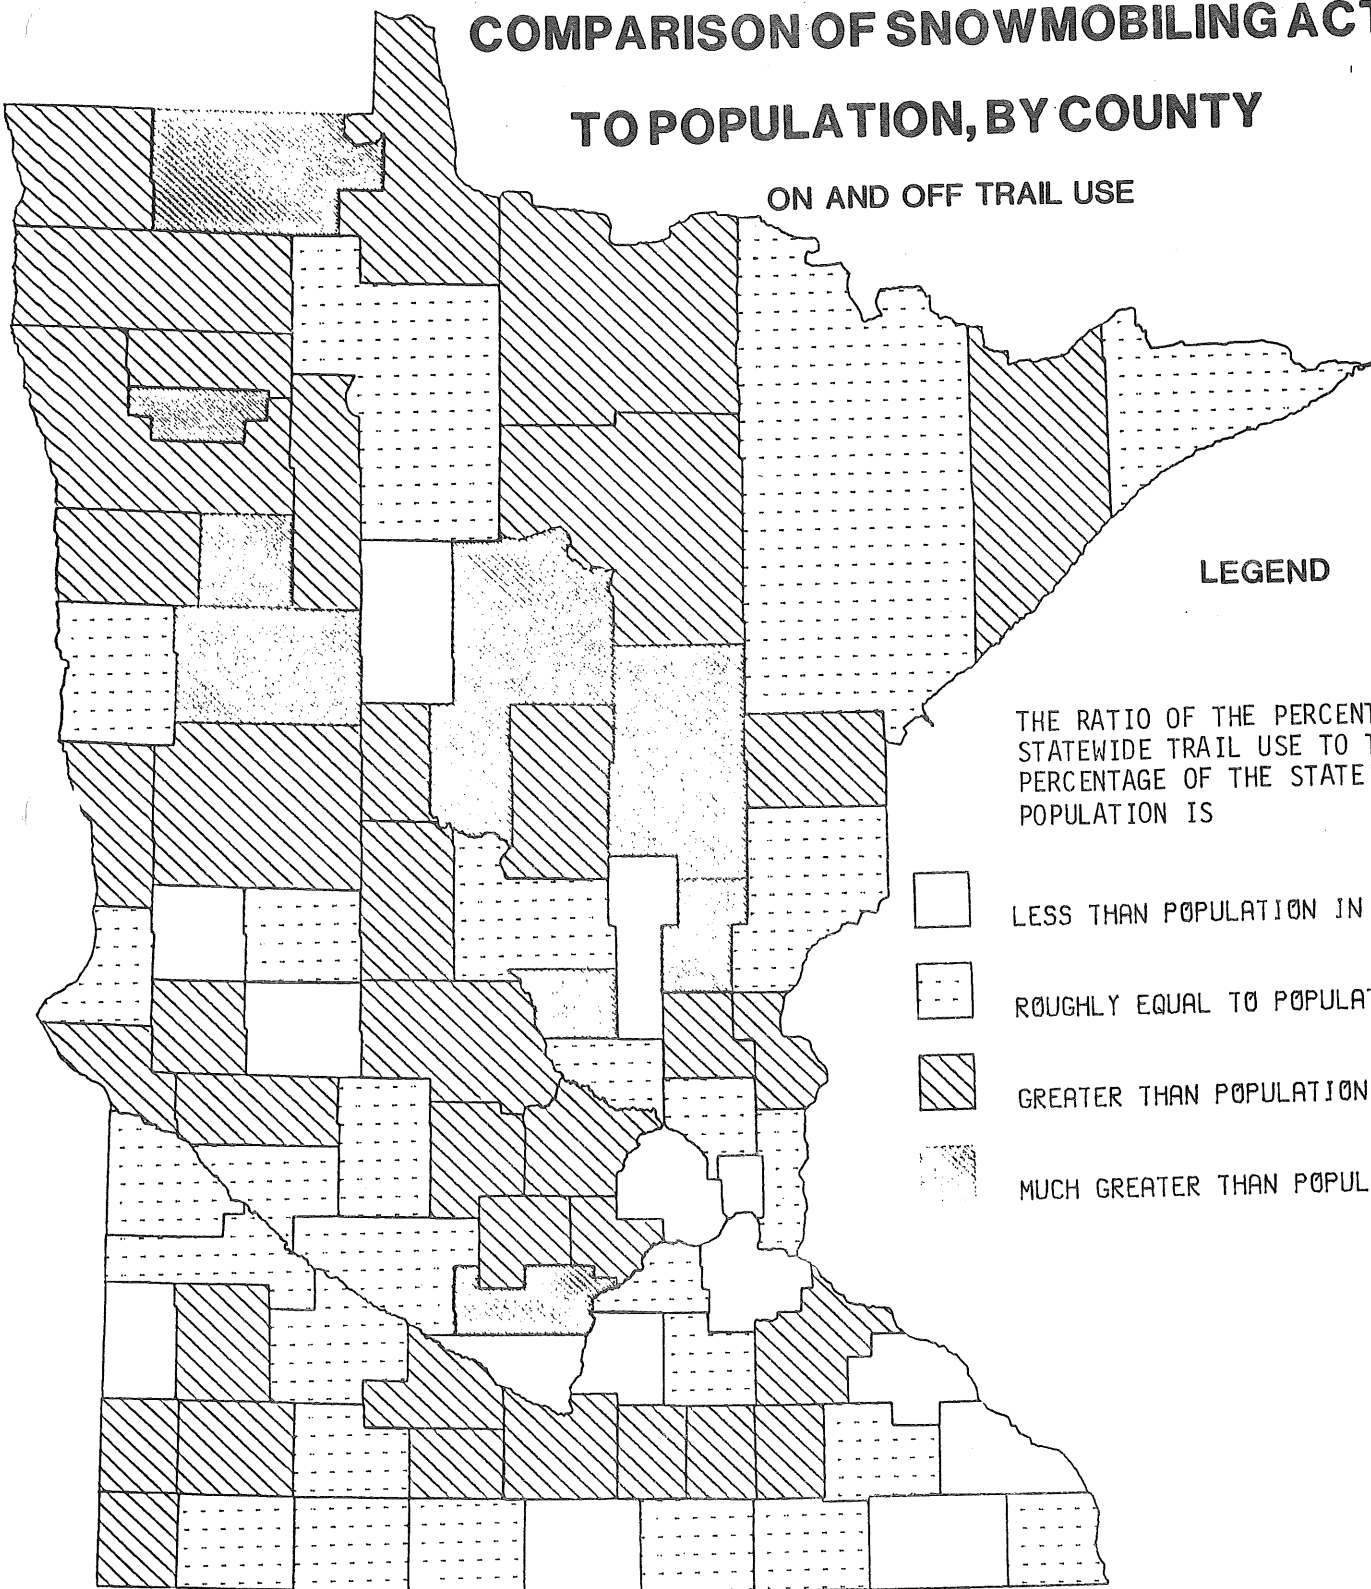 COMPARISON OF SNOWMOBILING ACT
TO POPULATION, BY COUNTY
ON AND OFF TRAIL USE
LEGEND
THE RATIO OF THE PERCENT
STATEWIDE TRAIL USE TO T
PERCENTAGE OF THE STATE
POPULATION IS
LESS THAN POPULATION IN
ROUGHLY EQUAL TO POPULAT
GREATER THAN POPULATION
MUCH GREATER THAN POPUL